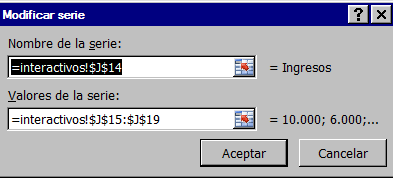 Modificar serie
Nombre de la serie:
=interactivos!$J$14 = Ingresos
Valores de la serie:
=interactivos!$J$15:$J$19 = 10.000; 6.000;...
Aceptar Cancelar